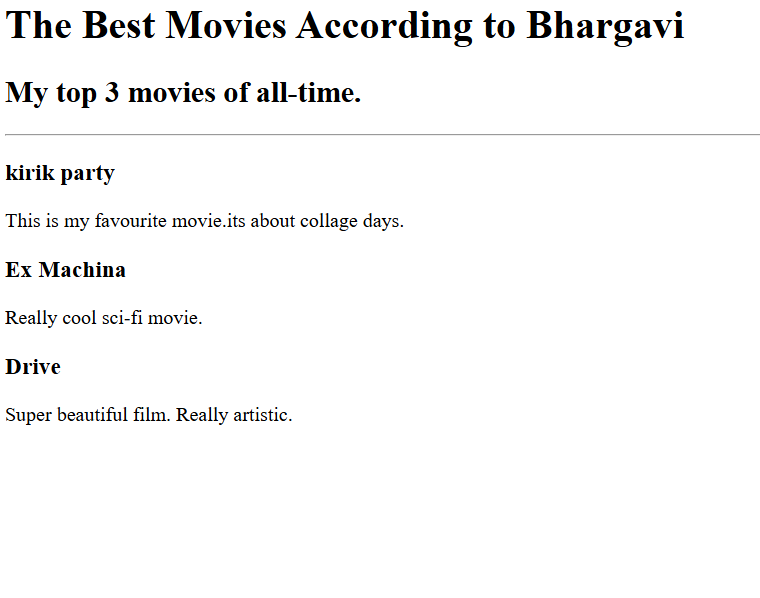 The Best Movies According to Bhargavi
My top 3 movies of all-time.
kirik party
This is my favourite movie.its about collage days.
Ex Machina
Really cool sci-fi movie.
Drive
Super beautiful film. Really artistic.